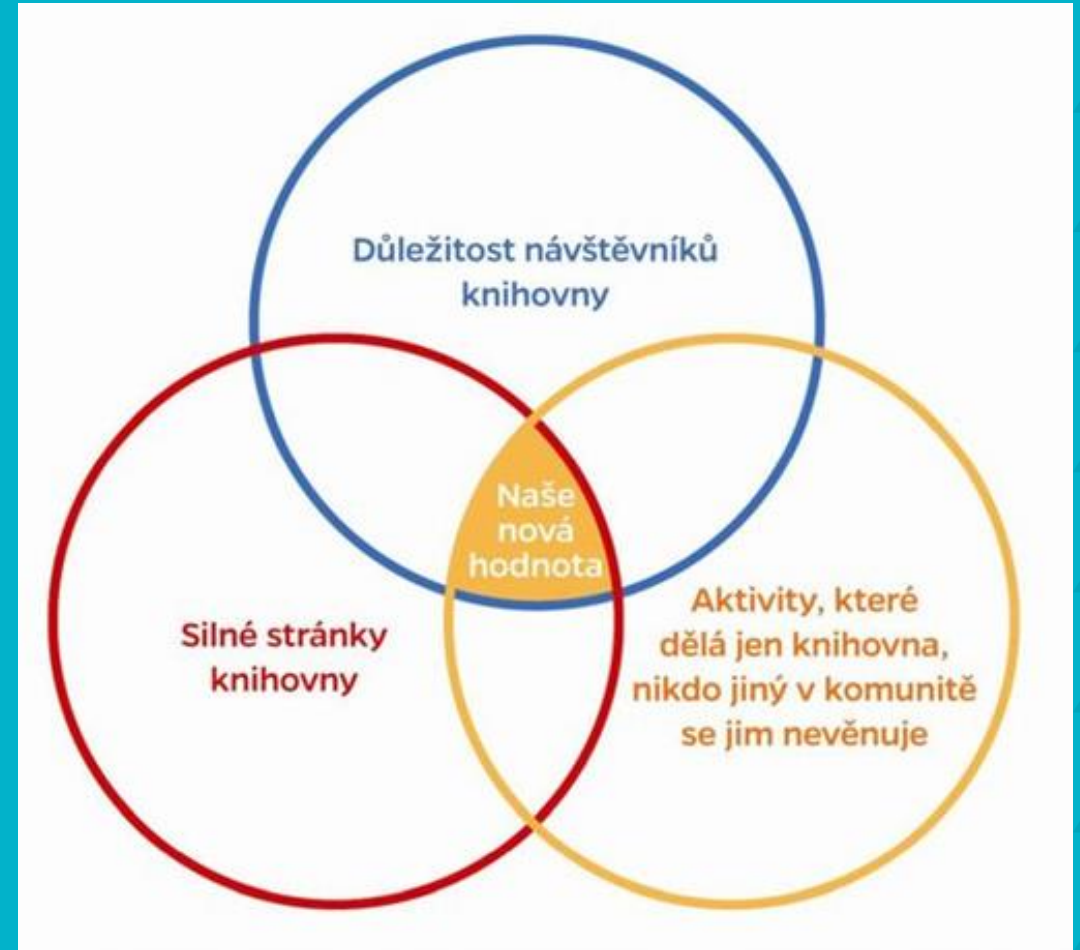 Důležitost návštěvníků
knihovny
Naše
nová
hodnota
Silné stránky
knihovny
Aktivity, které
dělá jen knihovna,
nikdo jiný v komunitě
se jim nevěnuje